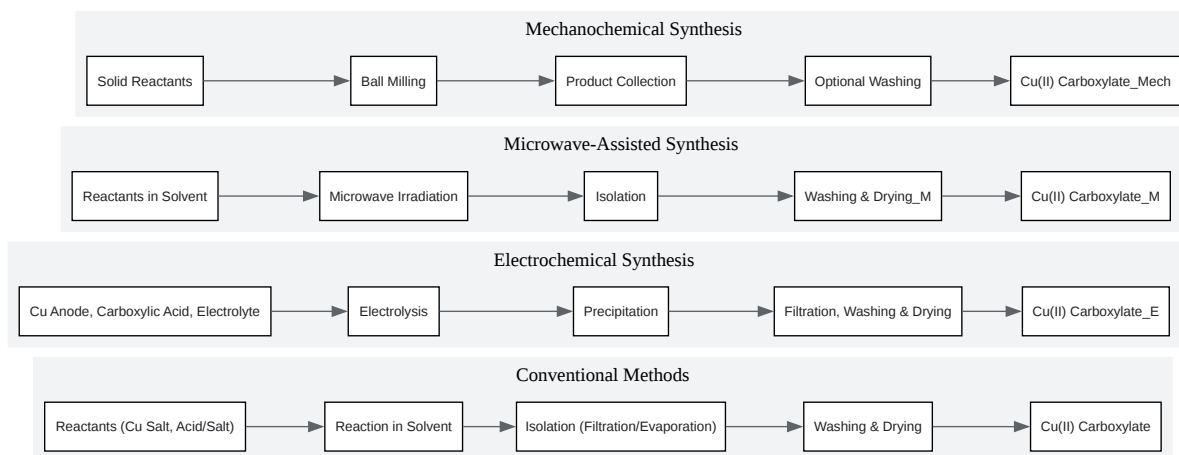 Mechanochemical Synthesis
Solid Reactants
Ball Milling
Product Collection
Optional Washing
Cu(II) Carboxylate_Mech
Microwave-Assisted Synthesis
Reactants in Solvent
Microwave Irradiation
Isolation
Washing & Drying_M
Cu(II) Carboxylate_M
Electrochemical Synthesis
Cu Anode, Carboxylic Acid, Electrolyte
Electrolysis
Precipitation
Filtration, Washing & Drying
Cu(II) Carboxylate_E
Conventional Methods
Reactants (Cu Salt, Acid/Salt)
Reaction in Solvent
Isolation (Filtration/Evaporation)
Washing & Drying
Cu(II) Carboxylate